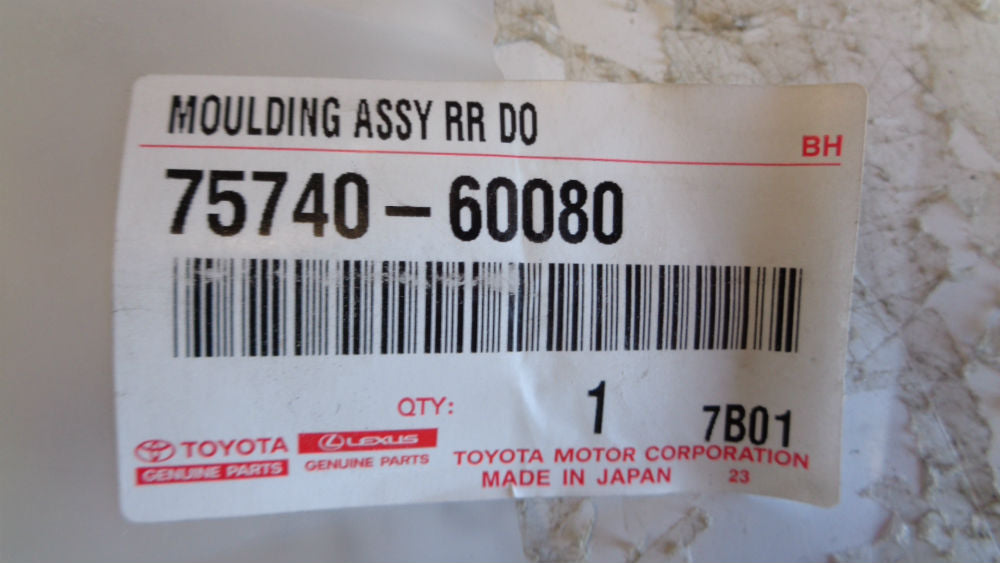 MOULDING ASSY RR DO
BH
75740-60080
QTY: 1 7B01
TOYOTA
GENUINE PARTS
LEXUS
GENUINE PARTS
TOYOTA MOTOR CORPORATION
MADE IN JAPAN 23